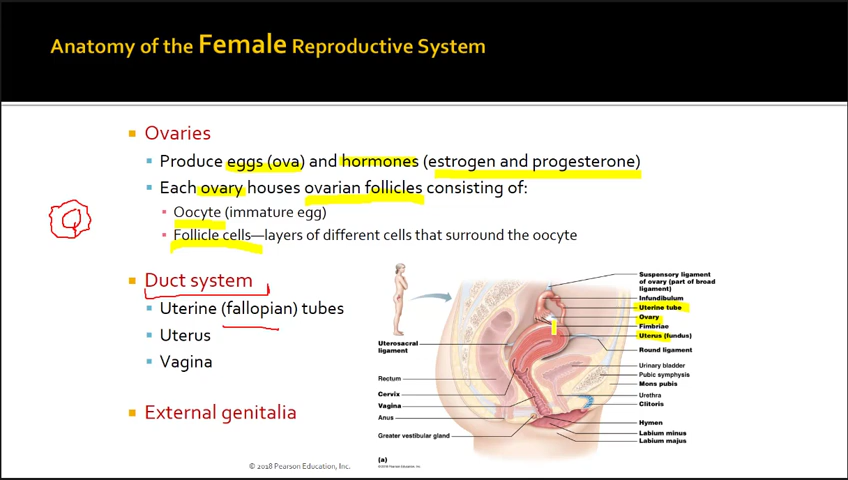 Anatomy of the Female Reproductive System
Ovaries
Produce eggs (ova) and hormones (estrogen and progesterone)
Each ovary houses ovarian follicles consisting of:
Oocyte (immature egg)
Follicle cells—layers of different cells that surround the oocyte
Duct system
Uterine (fallopian) tubes
Uterus
Vagina
External genitalia
Uterosacral
ligament
Rectum
Cervix
Vagina
Anus
Greater vestibular gland
Suspensory ligament
of ovary (part of broad
ligament)
Infundibulum
Uterine tube
Ovary
Fimbriae
Uterus (fundus)
Round ligament
Urinary bladder
Pubic symphysis
Mons pubis
Urethra
Clitoris
Hymen
Labium minus
Labium majus
(a)
© 2018 Pearson Education, Inc.
© 2018 Pearson Education, Inc.